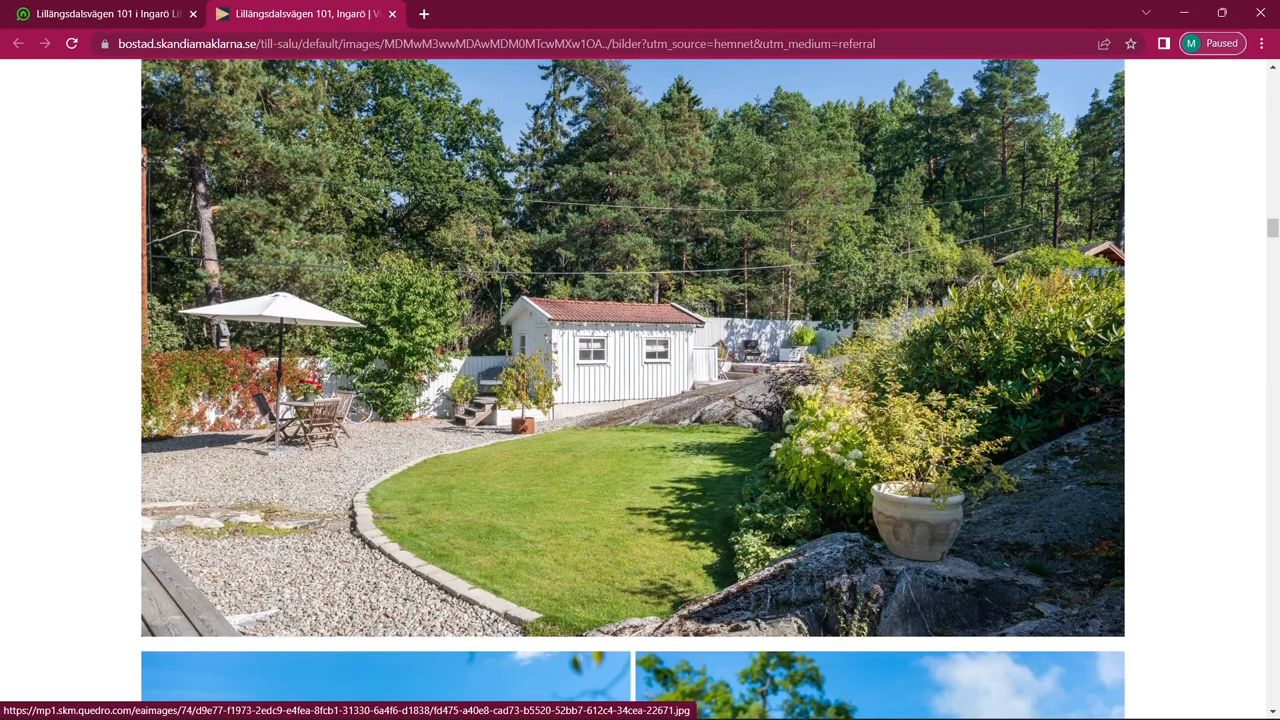 Lillängsdalsvägen 101 i Ingarö Lil
Lillängsdalsvägen 101, Ingarö | Vi
bostad.skandiamaklarna.se/till-salu/default/images/MDMwM3wwMDAwMDM0MTcwMXw1OA../bilder?utm_source=hemnet&utm_medium=referral
M Paused
https://mp1.skm.quedro.com/eaimages/74/d9e77-f1973-2edc9-e4fea-8fcb1-31330-6a4f6-d1838/fd475-a40e8-cad73-b5520-52bb7-612c4-34cea-22671.jpg